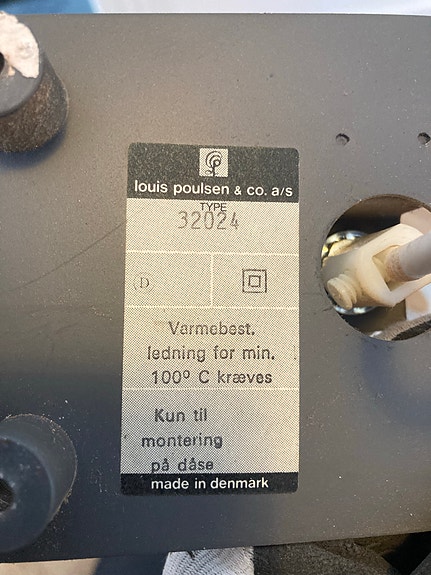 louis poulsen & co. a/s
TYPE
32024
D
Varmebest.
ledning for min.
100º C kræves
Kun til
montering
på dåse
made in denmark